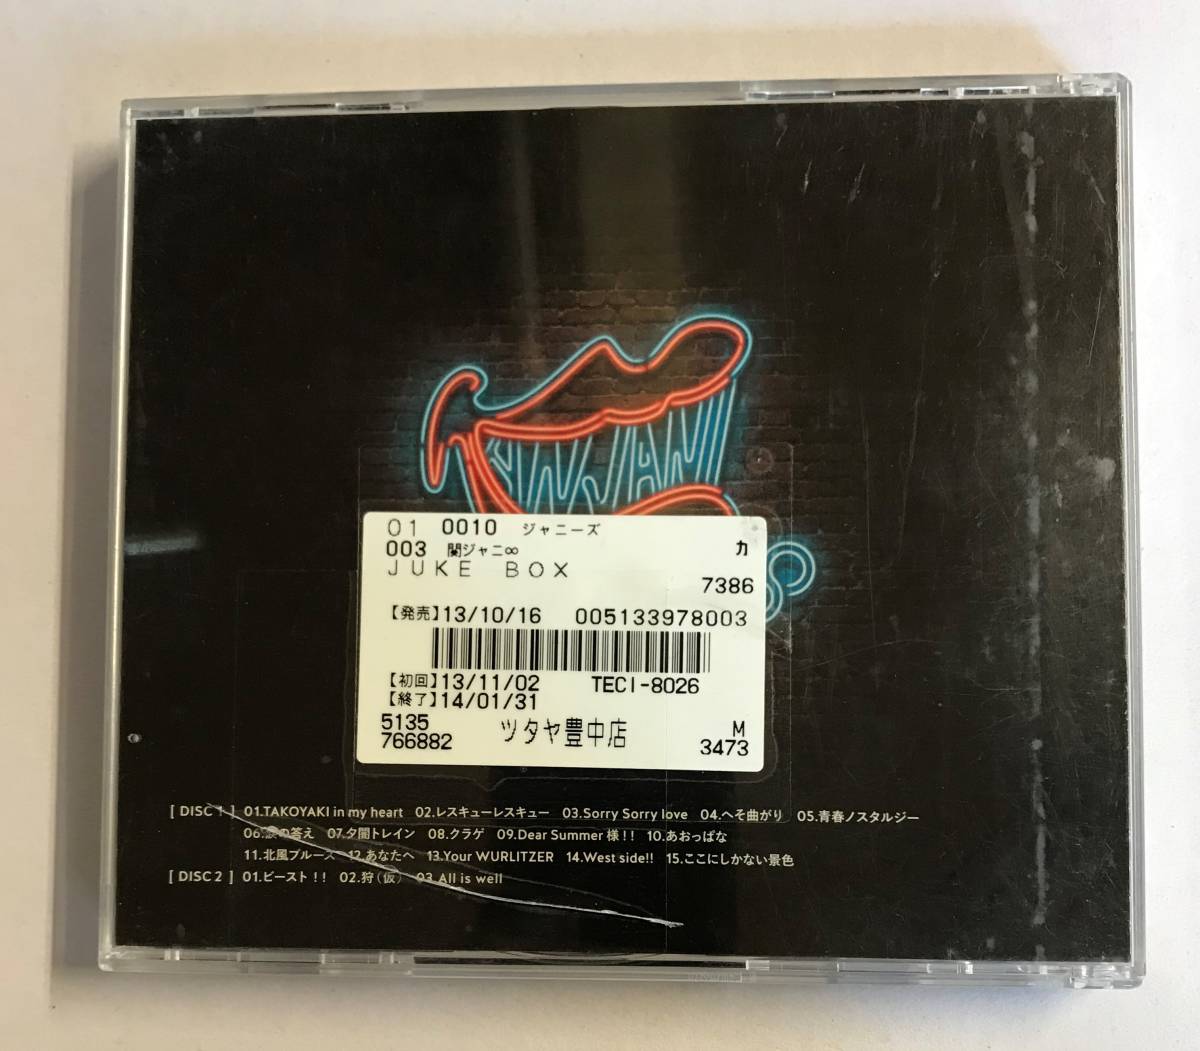 KANJANI
01 0010 ジャニーズ
003 関ジャニ∞ カ
JUKE BOX
7386
【発売】13/10/16 005133978003
【初回】13/11/02 TECI-8026
【終了】14/01/31
5135 ツタヤ豊中店 M
766882 3473
[ DISC 1 ] 01.TAKOYAKI in my heart 02.レスキューレスキュー 03.Sorry Sorry love 04.へそ曲がり 05.青春ノスタルジー
06.涙の答え 07.夕闇トレイン 08.クラゲ 09.Dear Summer様!! 10.あおっぱな
11.北風ブルース 12.あなたへ 13.Your WURLITZER 14.West side!! 15.ここにしかない景色
[ DISC 2 ] 01.ビースト!! 02.狩(仮) 03.All is well